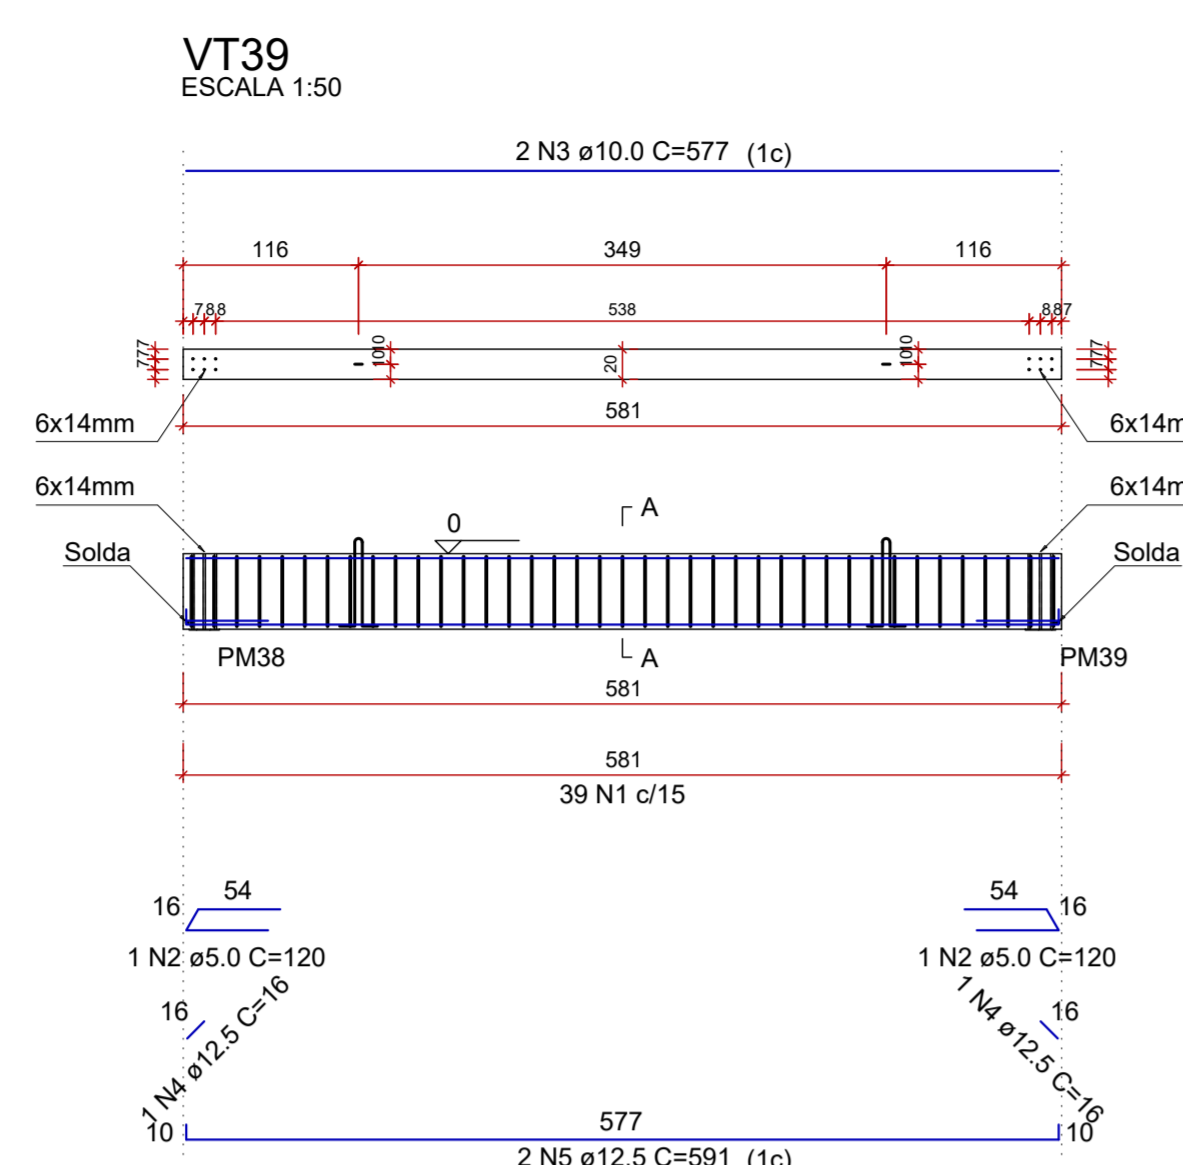 VT39
ESCALA 1:50
2 N3 ø10.0 C=577 (1c)
116 349 116
7 8 8 538 8 8 7
7 7 7 10 10 20 10 10 7 7 7
581
6x14mm 6x14m
6x14mm 6x14m
A
0
Solda Solda
PM38 A PM39
581
581
39 N1 c/15
16 54 54 16
1 N2 ø5.0 C=120 1 N2 ø5.0 C=120
16 1 N4 ø12.5 C=16 1 N4 ø12.5 C=16 16
10 577 10
2 N5 ø12.5 C=591 (1c)